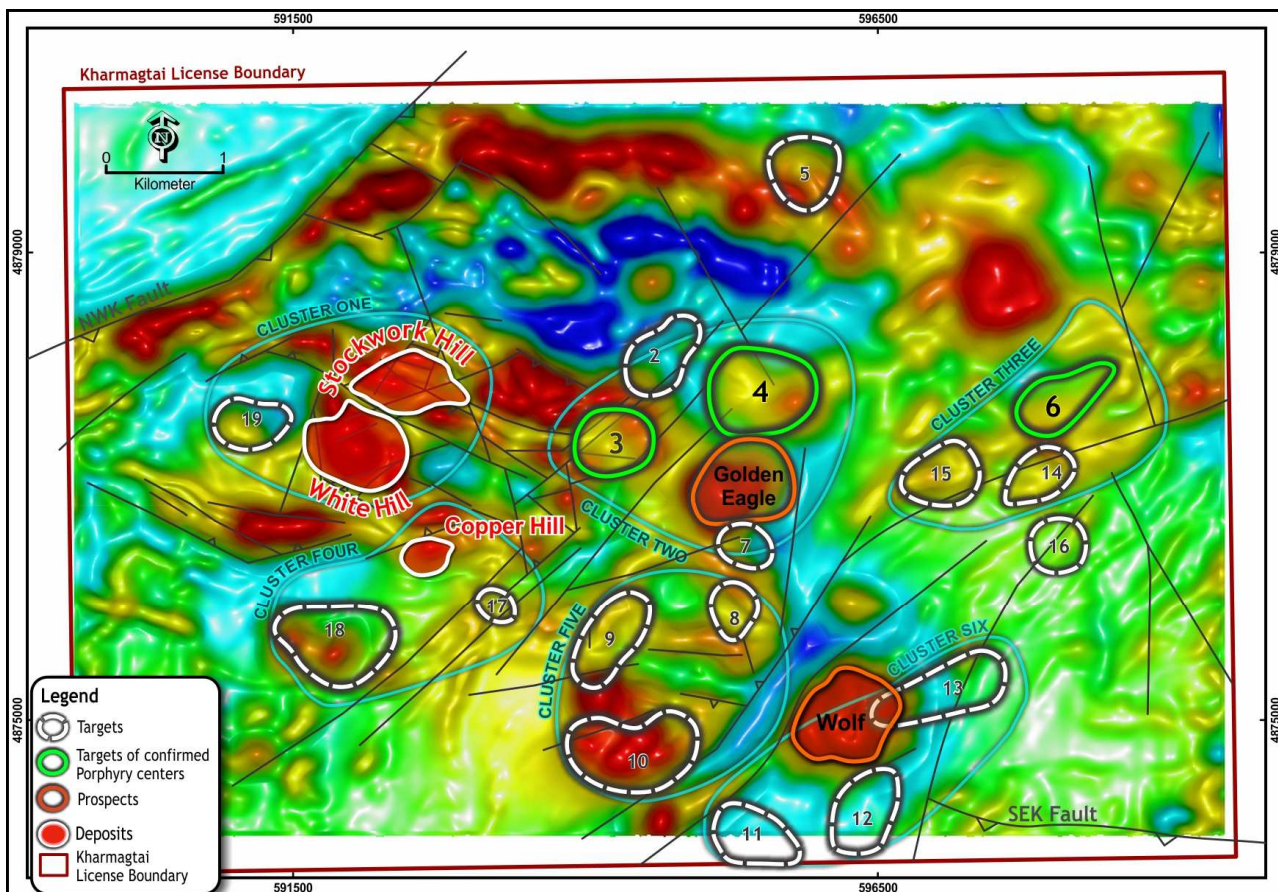 591500
596500
Kharmagtai License Boundary
N
0
1
Kilometer
5
4879000
4879000
NWK Fault
CLUSTER ONE
Stockwork Hill
2
CLUSTER THREE
4
6
19
3
White Hill
Golden
Eagle
15
14
Copper Hill
CLUSTER TWO
7
16
CLUSTER FOUR
17
8
18
9
CLUSTER FIVE
CLUSTER SIX
13
Wolf
4875000
4875000
10
11
12
SEK Fault
Legend
Targets
Targets of confirmed
Porphyry centers
Prospects
Deposits
Kharmagtai
License Boundary